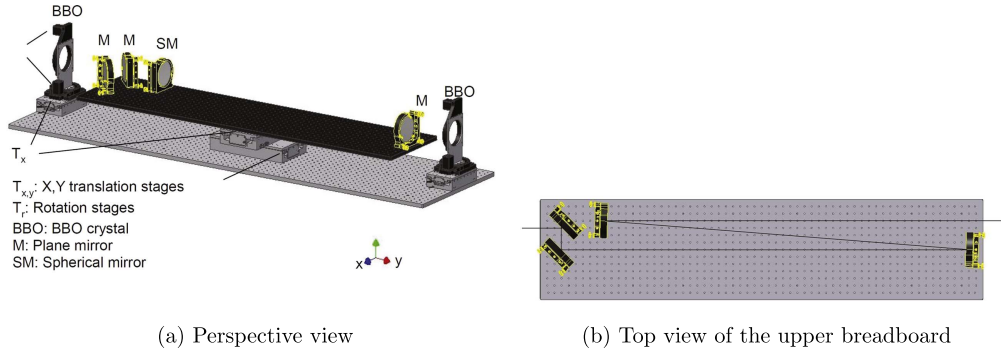 BBO
M M SM
M BBO
Tx
Tx,y: X,Y translation stages
Tr: Rotation stages
BBO: BBO crystal
M: Plane mirror
SM: Spherical mirror
x y
(a) Perspective view
(b) Top view of the upper breadboard